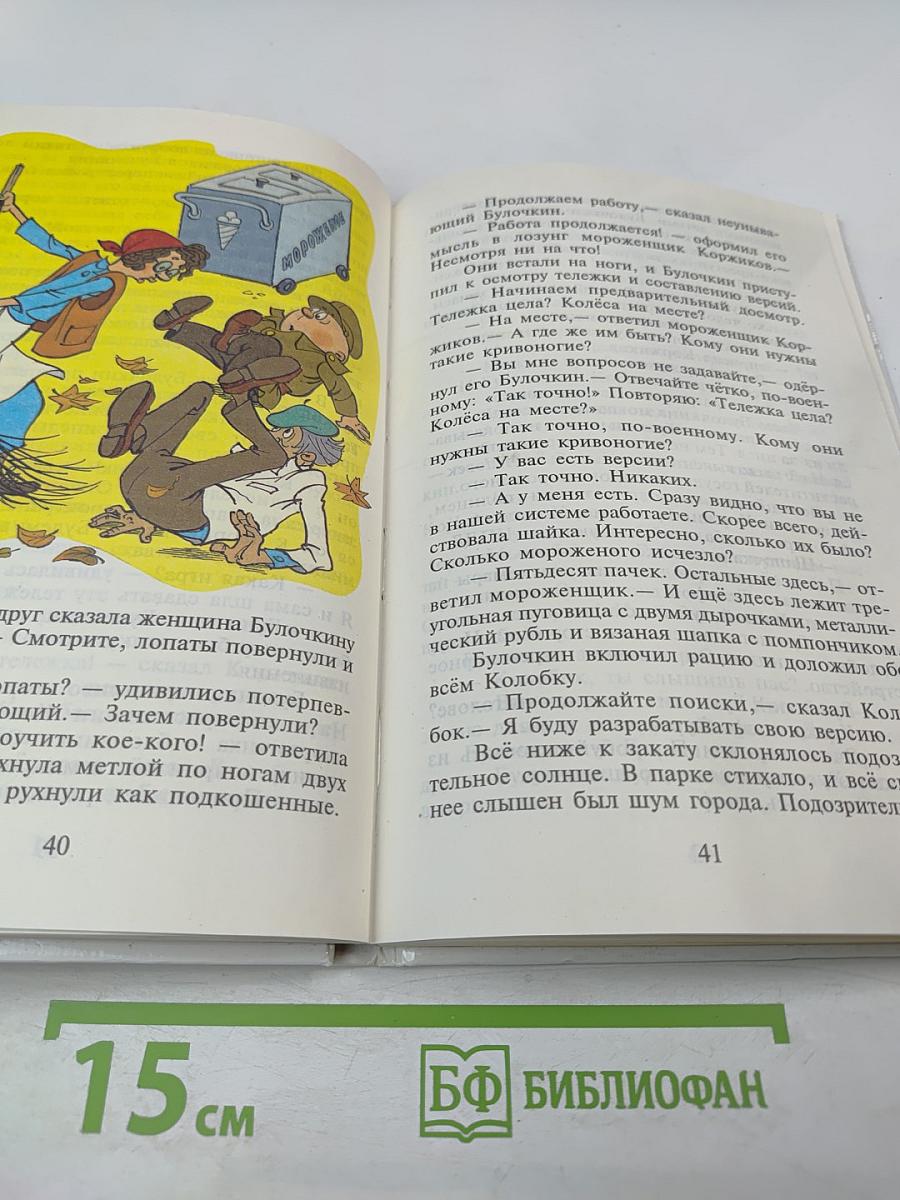 МОРОЖЕНЫЕ
друг сказала женщина Булочкину
— Смотрите, лопаты повернули и
опаты? — удивились потерпев-
ющий.— Зачем повернули?
оучить кое-кого! — ответила
хнула метлой по ногам двух
рухнули как подкошенные.
40
— Продолжаем работу,— сказал неуныва-
ющий Булочкин.
— Работа продолжается! — оформил его
мысль в лозунг мороженщик Коржиков.—
Несмотря ни на что!
Они встали на ноги, и Булочкин присту-
пил к осмотру тележки и составлению версий.
— Начинаем предварительный досмотр.
Тележка цела? Колёса на месте?
— На месте,— ответил мороженщик Кор-
жиков.— А где же им быть? Кому они нужны
такие кривоногие?
— Вы мне вопросов не задавайте,— одёр-
нул его Булочкин.— Отвечайте чётко, по-воен-
ному: «Так точно!» Повторяю: «Тележка цела?
Колёса на месте?»
— Так точно, по-военному. Кому они
нужны такие кривоногие?
— У вас есть версии?
— Так точно. Никаких.
— А у меня есть. Сразу видно, что вы не
в нашей системе работаете. Скорее всего, дей-
ствовала шайка. Интересно, сколько их было?
Сколько мороженого исчезло?
— Пятьдесят пачек. Остальные здесь,— от-
ветил мороженщик.— И ещё здесь лежит тре-
угольная пуговица с двумя дырочками, металли-
ческий рубль и вязаная шапка с помпончиком.
Булочкин включил рацию и доложил обо
всём Колобку.
— Продолжайте поиски,— сказал Коло-
бок.— Я буду разрабатывать свою версию.
Всё ниже к закату склонялось подоз
тельное солнце. В парке стихало, и всё с
нее слышен был шум города. Подозритель
41
15 см
БФ БИБЛИОФАН